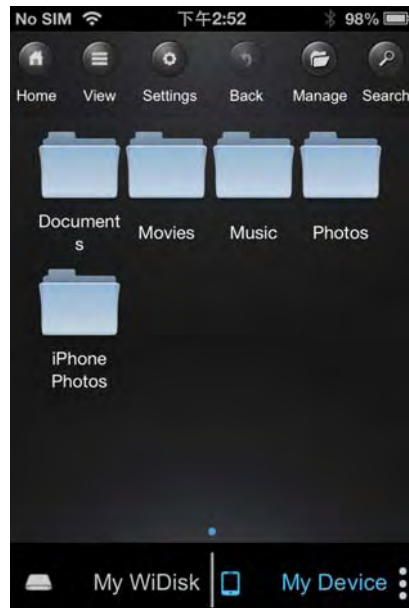 No SIM 下午2:52 98%
Home View Settings Back Manage Search
Document
s
Movies Music Photos
iPhone
Photos
My WiDisk My Device